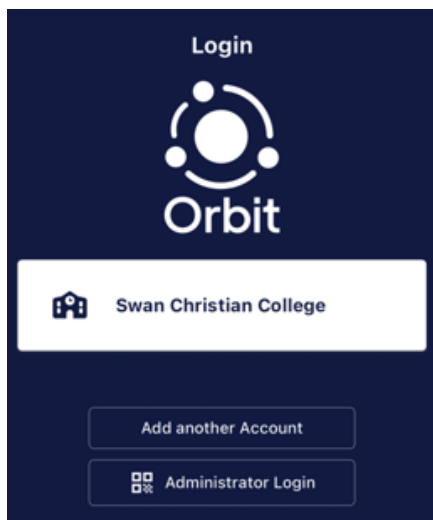 Login
Orbit
Swan Christian College
Add another Account
Administrator Login